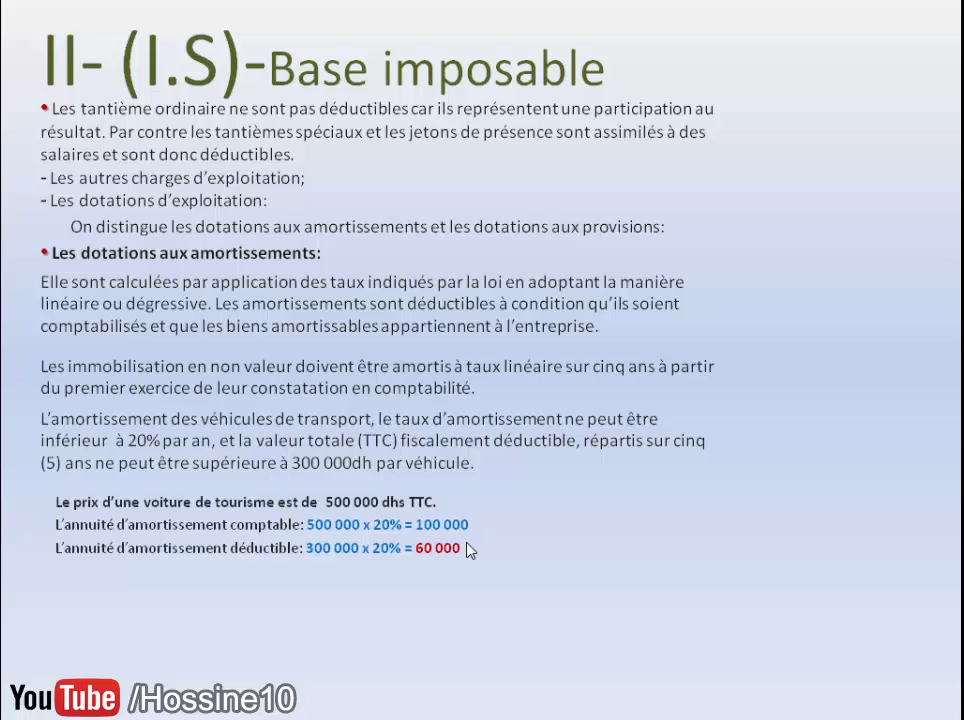 II- (I.S)-Base imposable
• Les tantième ordinaire ne sont pas déductibles car ils représentent une participation au
résultat. Par contre les tantièmes spéciaux et les jetons de présence sont assimilés à des
salaires et sont donc déductibles.
- Les autres charges d’exploitation;
- Les dotations d’exploitation:
On distingue les dotations aux amortissements et les dotations aux provisions:
• Les dotations aux amortissements:
Elle sont calculées par application des taux indiqués par la loi en adoptant la manière
linéaire ou dégressive. Les amortissements sont déductibles à condition qu’ils soient
comptabilisés et que les biens amortissables appartiennent à l’entreprise.
Les immobilisation en non valeur doivent être amortis à taux linéaire sur cinq ans à partir
du premier exercice de leur constatation en comptabilité.
L’amortissement des véhicules de transport, le taux d’amortissement ne peut être
inférieur à 20% par an, et la valeur totale (TTC) fiscalement déductible, répartis sur cinq
(5) ans ne peut être supérieure à 300 000dh par véhicule.
Le prix d’une voiture de tourisme est de 500 000 dhs TTC.
L’annuité d’amortissement comptable: 500 000 x 20% = 100 000
L’annuité d’amortissement déductible: 300 000 x 20% = 60 000
YouTube /Hossine10